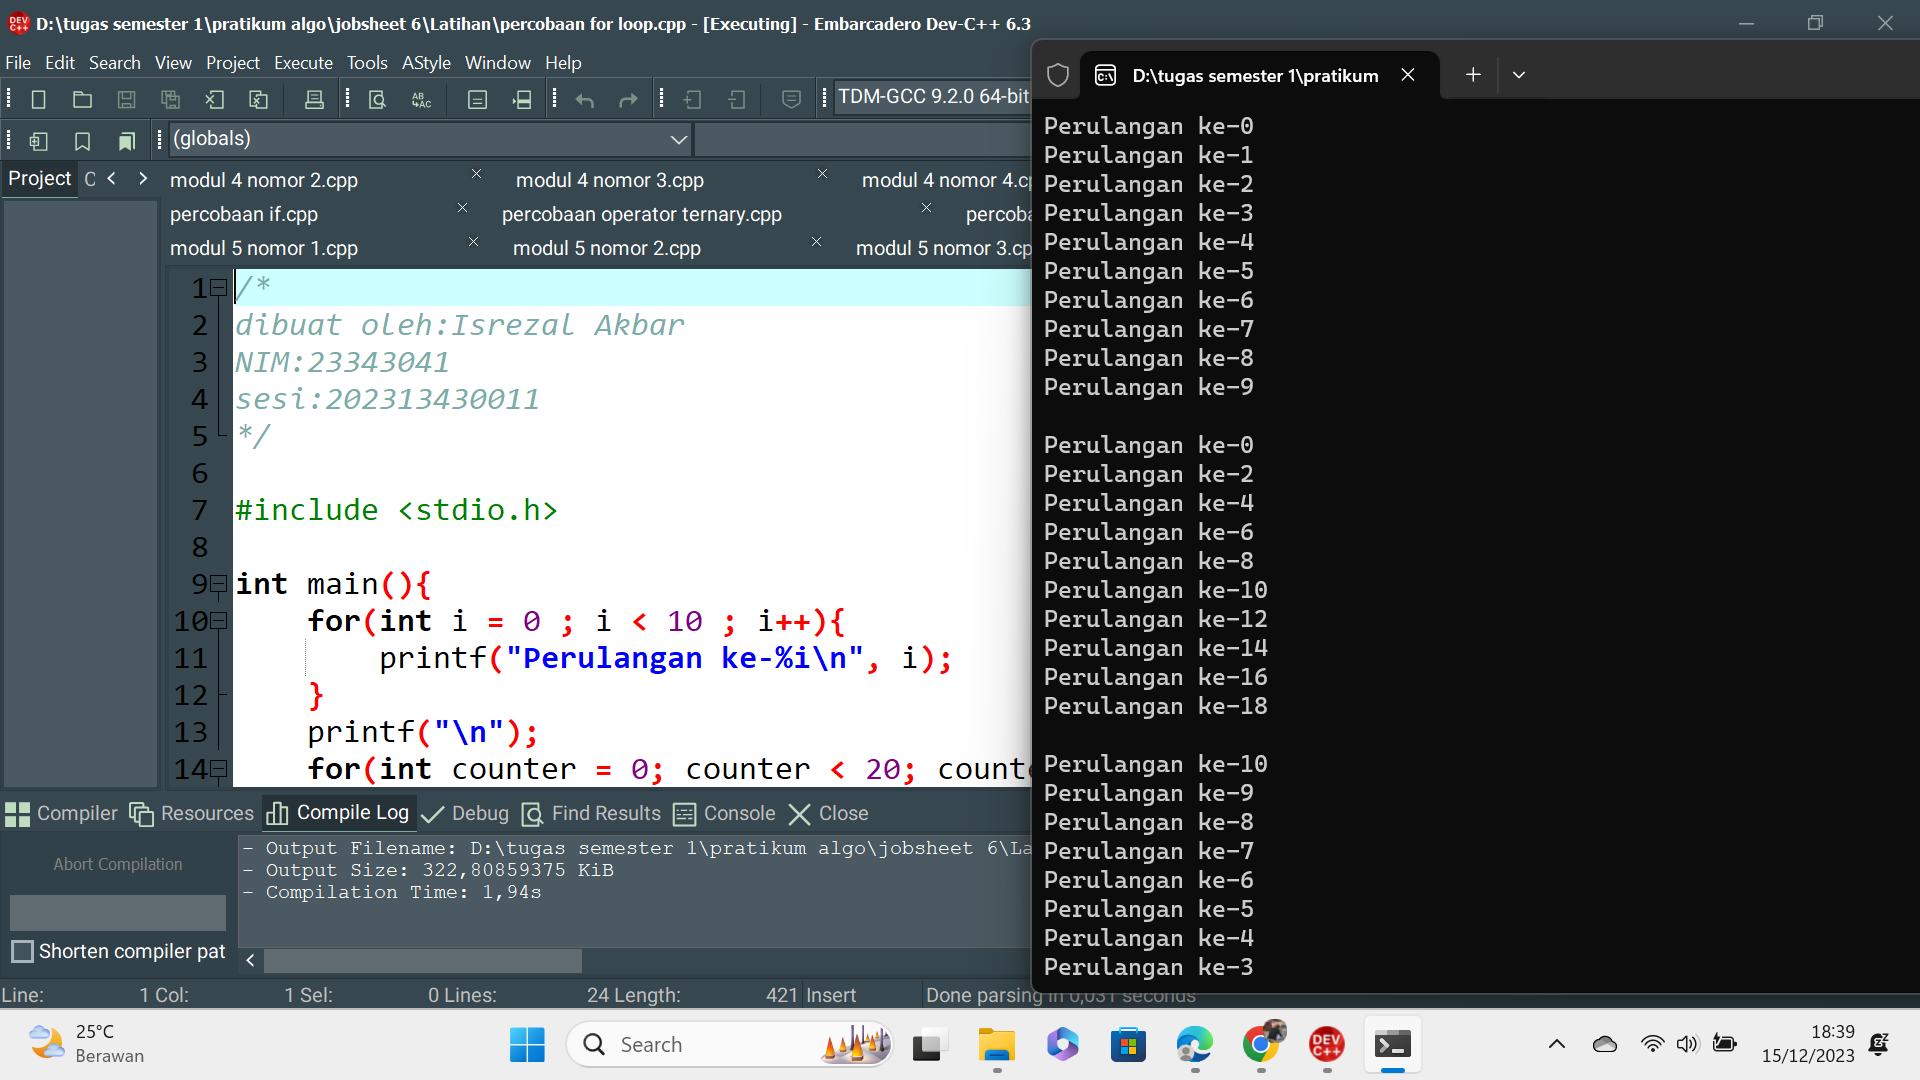 D:\tugas semester 1\pratikum algo\jobsheet 6\Latihan\percobaan for loop.cpp - [Executing] - Embarcadero Dev-C++ 6.3
File Edit Search View Project Execute Tools AStyle Window Help
TDM-GCC 9.2.0 64-bit
(globals)
Project
modul 4 nomor 2.cpp
modul 4 nomor 3.cpp
modul 4 nomor 4.cp
percobaan if.cpp
percobaan operator ternary.cpp
percoba
modul 5 nomor 1.cpp
modul 5 nomor 2.cpp
modul 5 nomor 3.cp
1 /*
2 dibuat oleh:Isrezal Akbar
3 NIM:23343041
4 sesi:202313430011
5 */
6
7 #include <stdio.h>
8
9 int main(){
10 for(int i = 0 ; i < 10 ; i++){
11 printf("Perulangan ke-%i\n", i);
12 }
13 printf("\n");
14 for(int counter = 0; counter < 20; count
Compiler Resources Compile Log Debug Find Results Console Close
Abort Compilation
Shorten compiler pat
- Output Filename: D:\tugas semester 1\pratikum algo\jobsheet 6\La
- Output Size: 322,80859375 KiB
- Compilation Time: 1,94s
Line: 1 Col: 1 Sel: 0 Lines: 24 Length: 421 Insert Done parsing in 0,031 seconds
D:\tugas semester 1\pratikum
Perulangan ke-0
Perulangan ke-1
Perulangan ke-2
Perulangan ke-3
Perulangan ke-4
Perulangan ke-5
Perulangan ke-6
Perulangan ke-7
Perulangan ke-8
Perulangan ke-9
Perulangan ke-0
Perulangan ke-2
Perulangan ke-4
Perulangan ke-6
Perulangan ke-8
Perulangan ke-10
Perulangan ke-12
Perulangan ke-14
Perulangan ke-16
Perulangan ke-18
Perulangan ke-10
Perulangan ke-9
Perulangan ke-8
Perulangan ke-7
Perulangan ke-6
Perulangan ke-5
Perulangan ke-4
Perulangan ke-3
25°C
Berawan
Search
DEV C++
18:39
15/12/2023